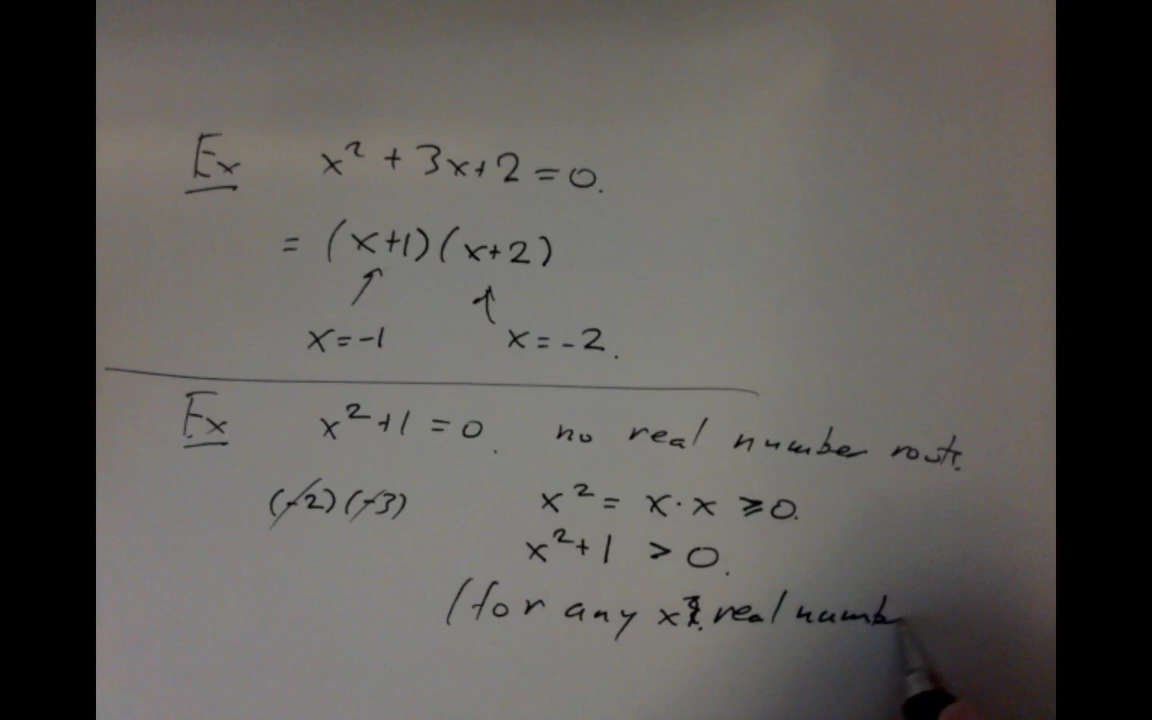 Ex x² + 3x + 2 = 0.
= (x+1)(x+2)
↑ ↑
x = -1 x = -2.
Ex x² + 1 = 0. no real number roots.
(-2)(-3) x² = x · x ≥ 0.
x² + 1 > 0.
(for any x real numb